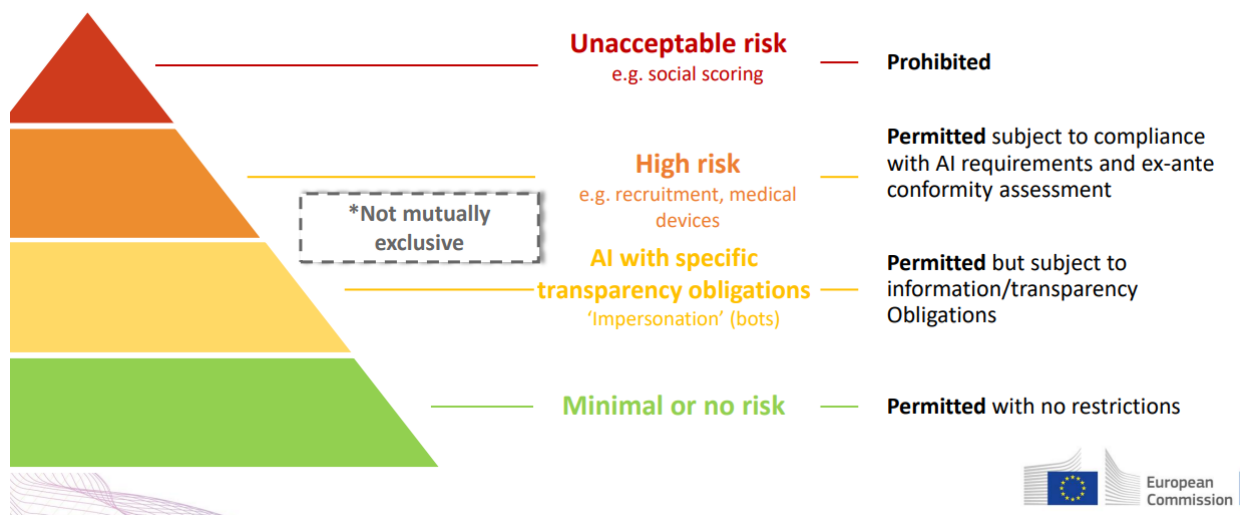 Unacceptable risk
e.g. social scoring
Prohibited
High risk
e.g. recruitment, medical
devices
Permitted subject to compliance
with AI requirements and ex-ante
conformity assessment
*Not mutually
exclusive
AI with specific
transparency obligations
'Impersonation' (bots)
Permitted but subject to
information/transparency
Obligations
Minimal or no risk
Permitted with no restrictions
European
Commission